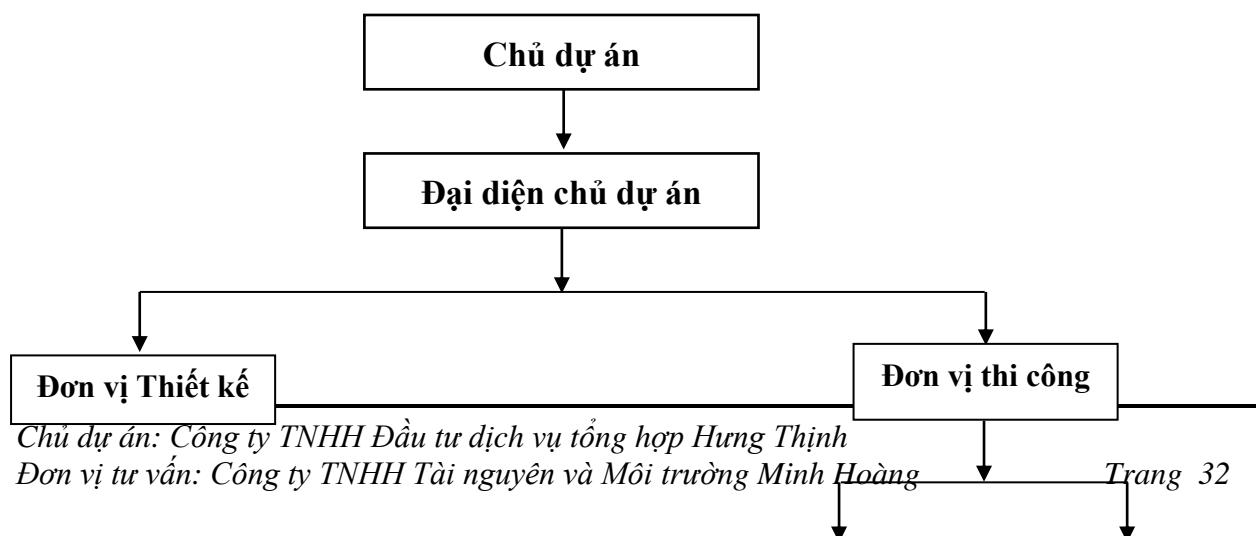 Chủ dự án
Đại diện chủ dự án
Đơn vị Thiết kế
Đơn vị thi công
Chủ dự án: Công ty TNHH Đầu tư dịch vụ tổng hợp Hưng Thịnh
Đơn vị tư vấn: Công ty TNHH Tài nguyên và Môi trường Minh Hoàng Trang 32